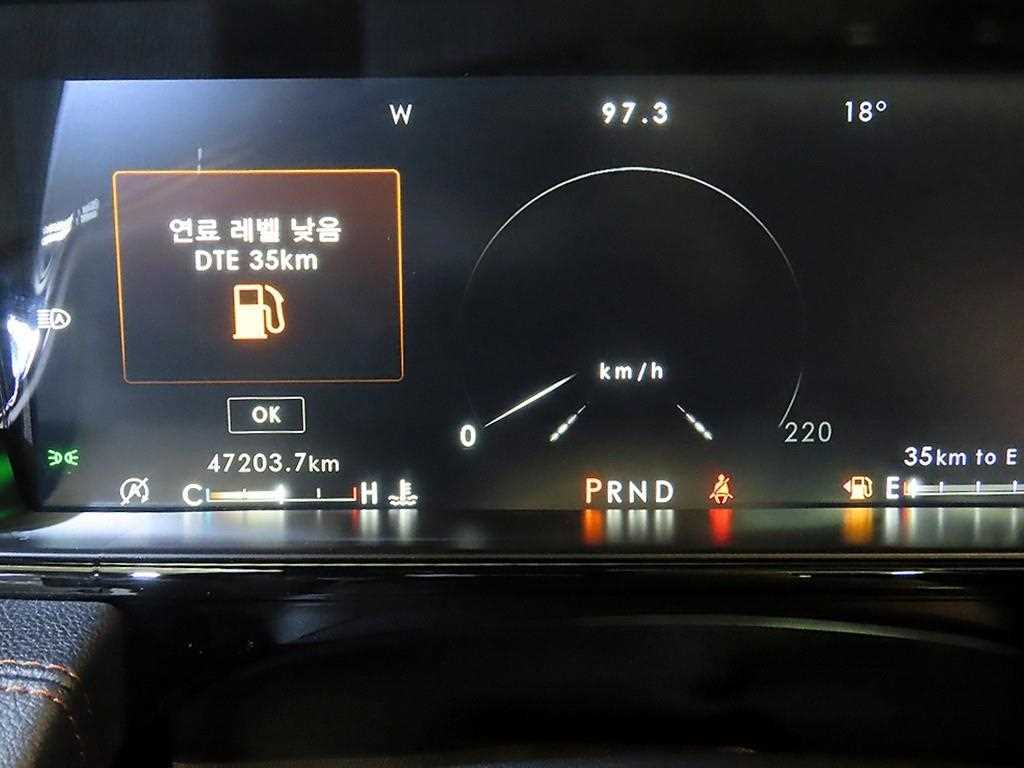 W 97.3 18°
연료 레벨 낮음
DTE 35km
A
km/h
OK
0 220
47203.7km
35km to E
A C H PRND E